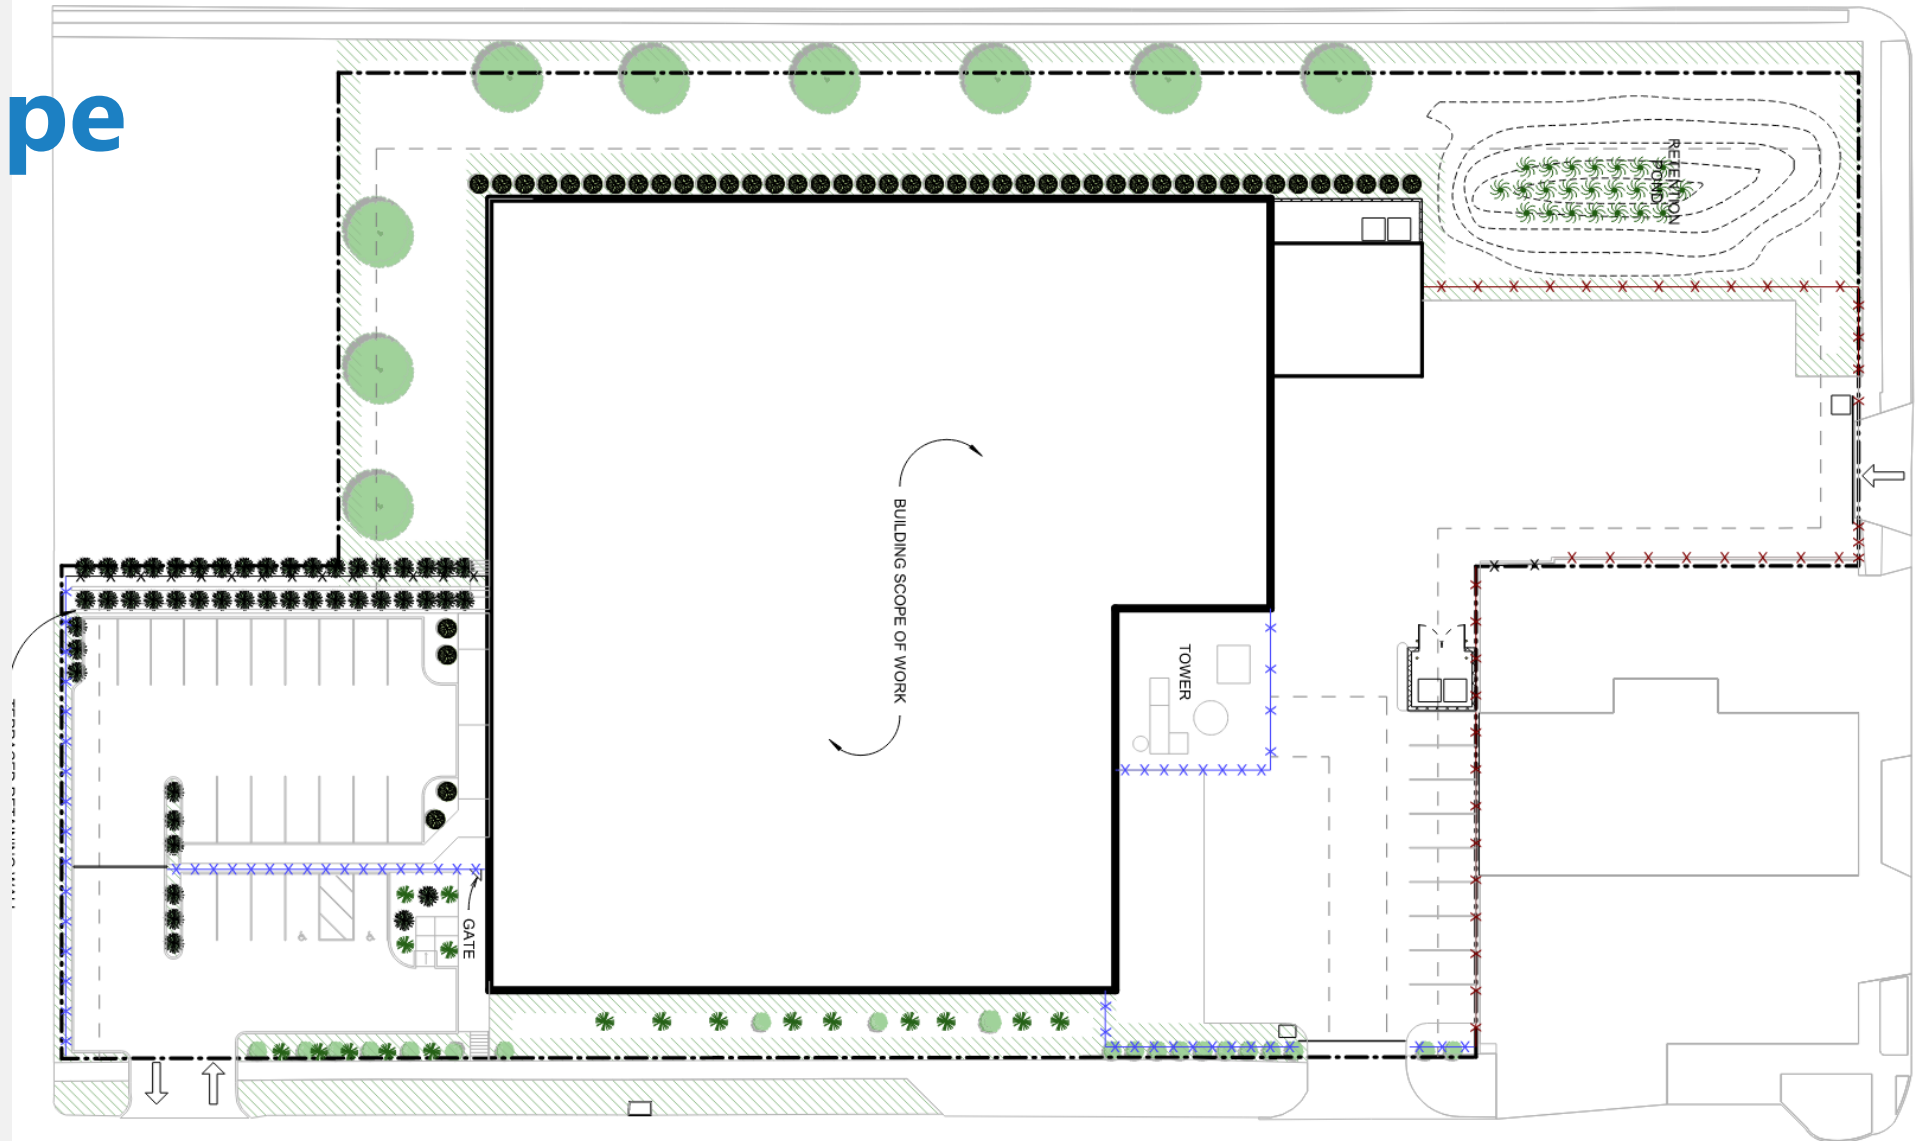 pe
RETENTION
POND
BUILDING SCOPE OF WORK
TOWER
GATE